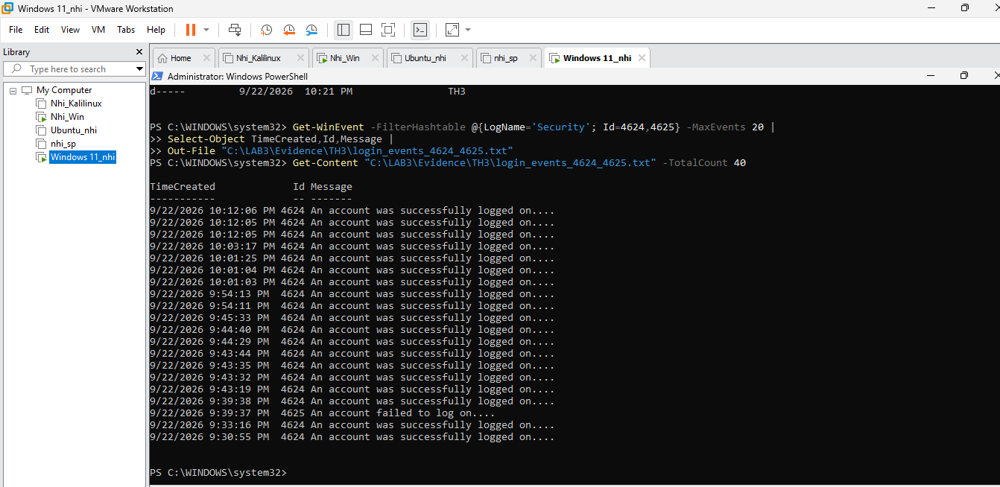 Windows 11_nhi - VMware Workstation
File Edit View VM Tabs Help
Library
Type here to search
My Computer
Nhi_Kalilinux
Nhi_Win
Ubuntu_nhi
nhi_sp
Windows 11_nhi
Home Nhi_Kalilinux Nhi_Win Ubuntu_nhi nhi_sp Windows 11_nhi
Administrator: Windows PowerShell
d----- 9/22/2026 10:21 PM TH3
PS C:\WINDOWS\system32> Get-WinEvent -FilterHashtable @{LogName='Security'; Id=4624,4625} -MaxEvents 20 |
>> Select-Object TimeCreated,Id,Message |
>> Out-File "C:\LAB3\Evidence\TH3\login_events_4624_4625.txt"
PS C:\WINDOWS\system32> Get-Content "C:\LAB3\Evidence\TH3\login_events_4624_4625.txt" -TotalCount 40
TimeCreated Id Message
----------- -- -------
9/22/2026 10:12:06 PM 4624 An account was successfully logged on....
9/22/2026 10:12:05 PM 4624 An account was successfully logged on....
9/22/2026 10:12:05 PM 4624 An account was successfully logged on....
9/22/2026 10:03:17 PM 4624 An account was successfully logged on....
9/22/2026 10:01:25 PM 4624 An account was successfully logged on....
9/22/2026 10:01:04 PM 4624 An account was successfully logged on....
9/22/2026 10:01:03 PM 4624 An account was successfully logged on....
9/22/2026 9:54:13 PM 4624 An account was successfully logged on....
9/22/2026 9:54:11 PM 4624 An account was successfully logged on....
9/22/2026 9:45:33 PM 4624 An account was successfully logged on....
9/22/2026 9:44:40 PM 4624 An account was successfully logged on....
9/22/2026 9:44:29 PM 4624 An account was successfully logged on....
9/22/2026 9:43:44 PM 4624 An account was successfully logged on....
9/22/2026 9:43:35 PM 4624 An account was successfully logged on....
9/22/2026 9:43:32 PM 4624 An account was successfully logged on....
9/22/2026 9:43:19 PM 4624 An account was successfully logged on....
9/22/2026 9:39:38 PM 4624 An account was successfully logged on....
9/22/2026 9:39:37 PM 4625 An account failed to log on....
9/22/2026 9:33:16 PM 4624 An account was successfully logged on....
9/22/2026 9:30:55 PM 4624 An account was successfully logged on....
PS C:\WINDOWS\system32>